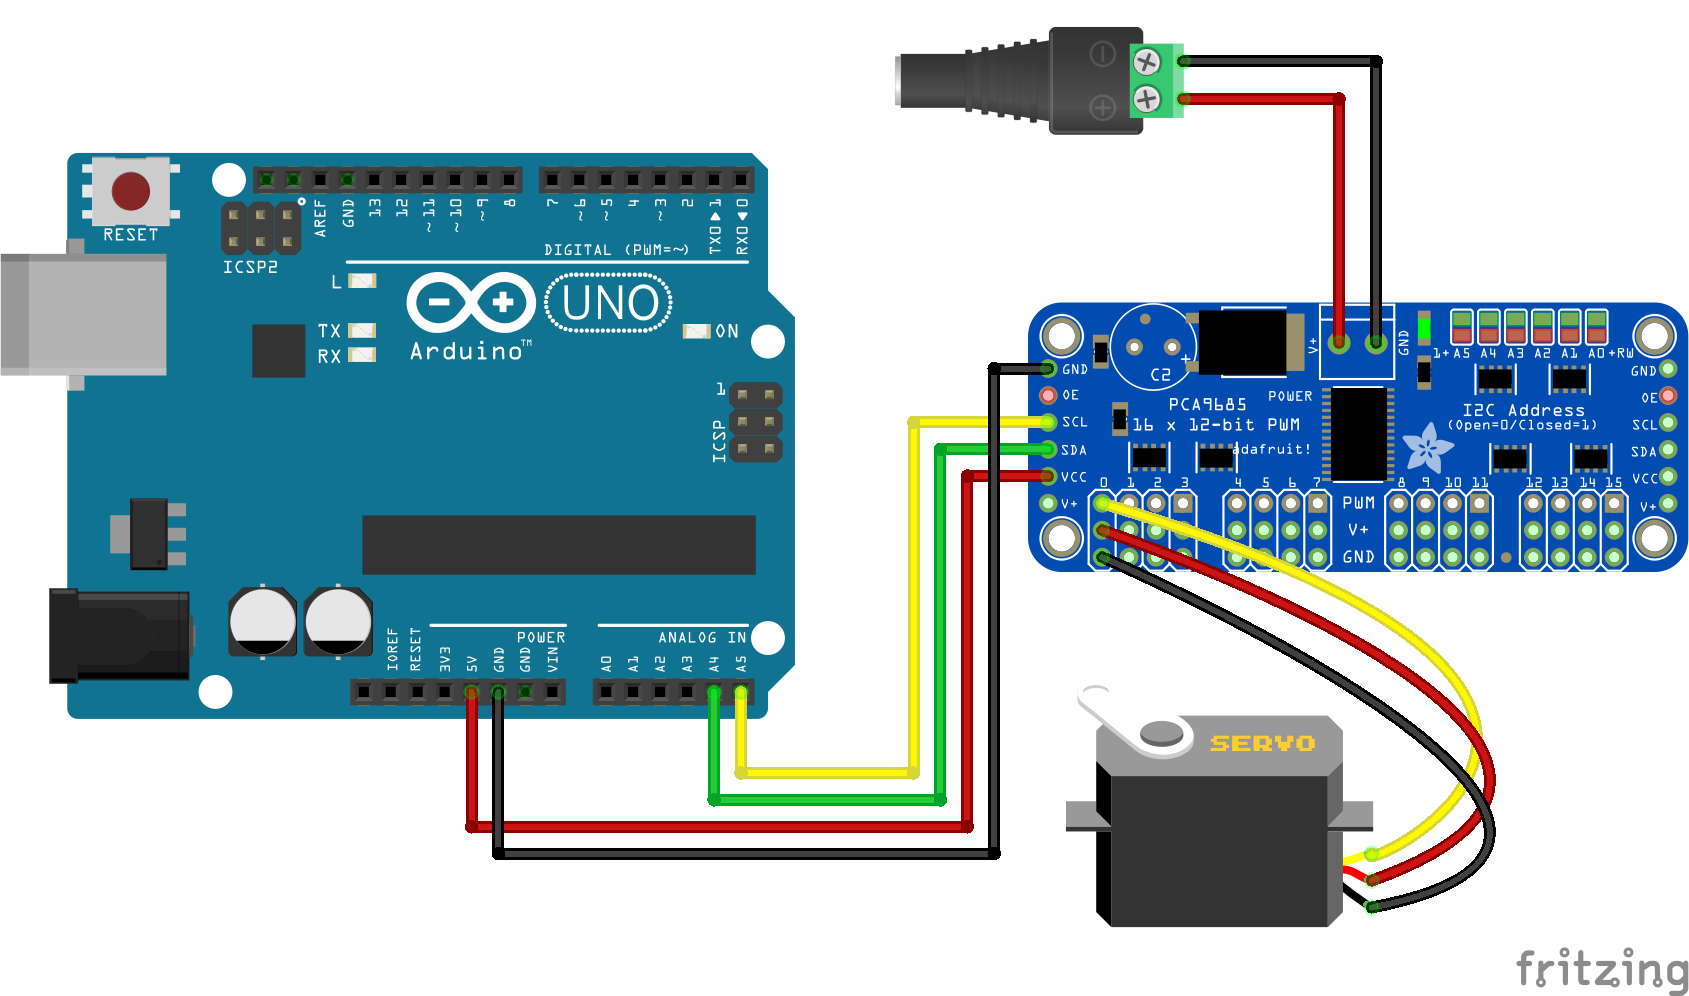 RESET
ICSP2
AREF
GND
13
12
~11
~10
~9
8
7
~6
~5
4
~3
2
TX0 ▶ 1
RX0 ◀ 0
DIGITAL (PWM=~)
L
TX
RX
Arduino™
UNO
ON
1
ICSP
IOREF
RESET
3V3
5V
GND
GND
VIN
POWER
ANALOG IN
A0
A1
A2
A3
A4
A5
GND
OE
SCL
SDA
VCC
V+
C2
+
V+
GND
POWER
PCA9685
16 x 12-bit PWM
adafruit!
1+ A5 A4 A3 A2 A1 A0 +RW
I2C Address
(Open=0/Closed=1)
GND
OE
SCL
SDA
VCC
V+
0 1 2 3 4 5 6 7 8 9 10 11 12 13 14 15
PWM
V+
GND
SERVO
fritzing